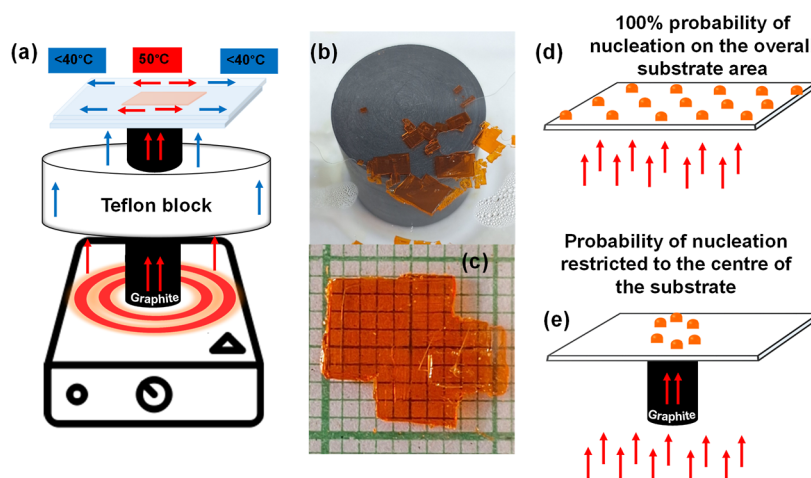 (a)
<40°C
50°C
<40°C
Teflon block
Graphite
(b)
(c)
(d)
100% probability of
nucleation on the overal
substrate area
Probability of nucleation
restricted to the centre of
the substrate
(e)
Graphite